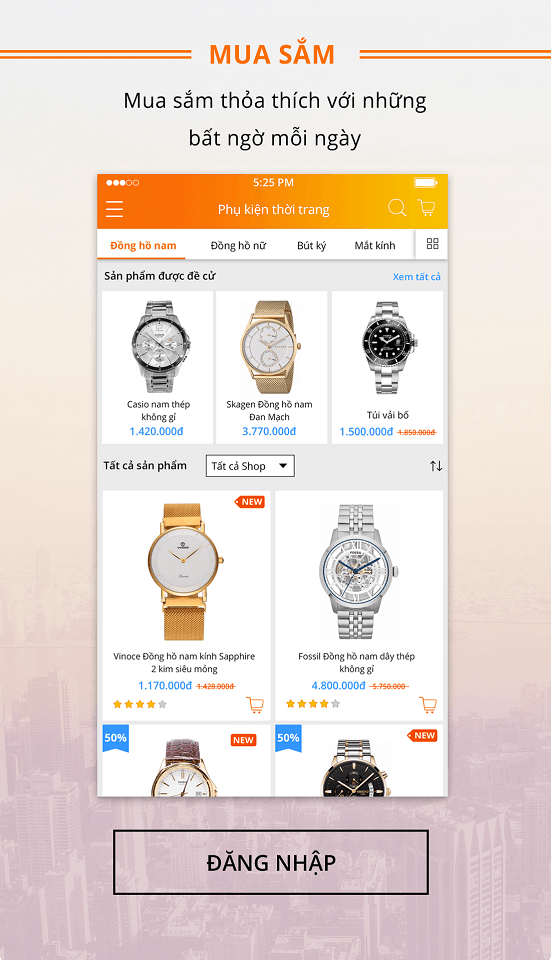 MUA SẮM
Mua sắm thỏa thích với những
bất ngờ mỗi ngày
5:25 PM
Phụ kiện thời trang
Đồng hồ nam
Đồng hồ nữ
Bút ký
Mắt kính
Sản phẩm được đề cử
Xem tất cả
Casio nam thép
không gỉ
1.420.000đ
Skagen Đồng hồ nam
Đan Mạch
3.770.000đ
Túi vải bố
1.500.000đ 1.850.000đ
Tất cả sản phẩm
Tất cả Shop
NEW
Vinoce Đồng hồ nam kính Sapphire
2 kim siêu mỏng
1.170.000đ 1.428.000đ
FOSSIL
Fossil Đồng hồ nam dây thép
không gỉ
4.800.000đ 5.750.000
50%
NEW
50%
NEW
ĐĂNG NHẬP